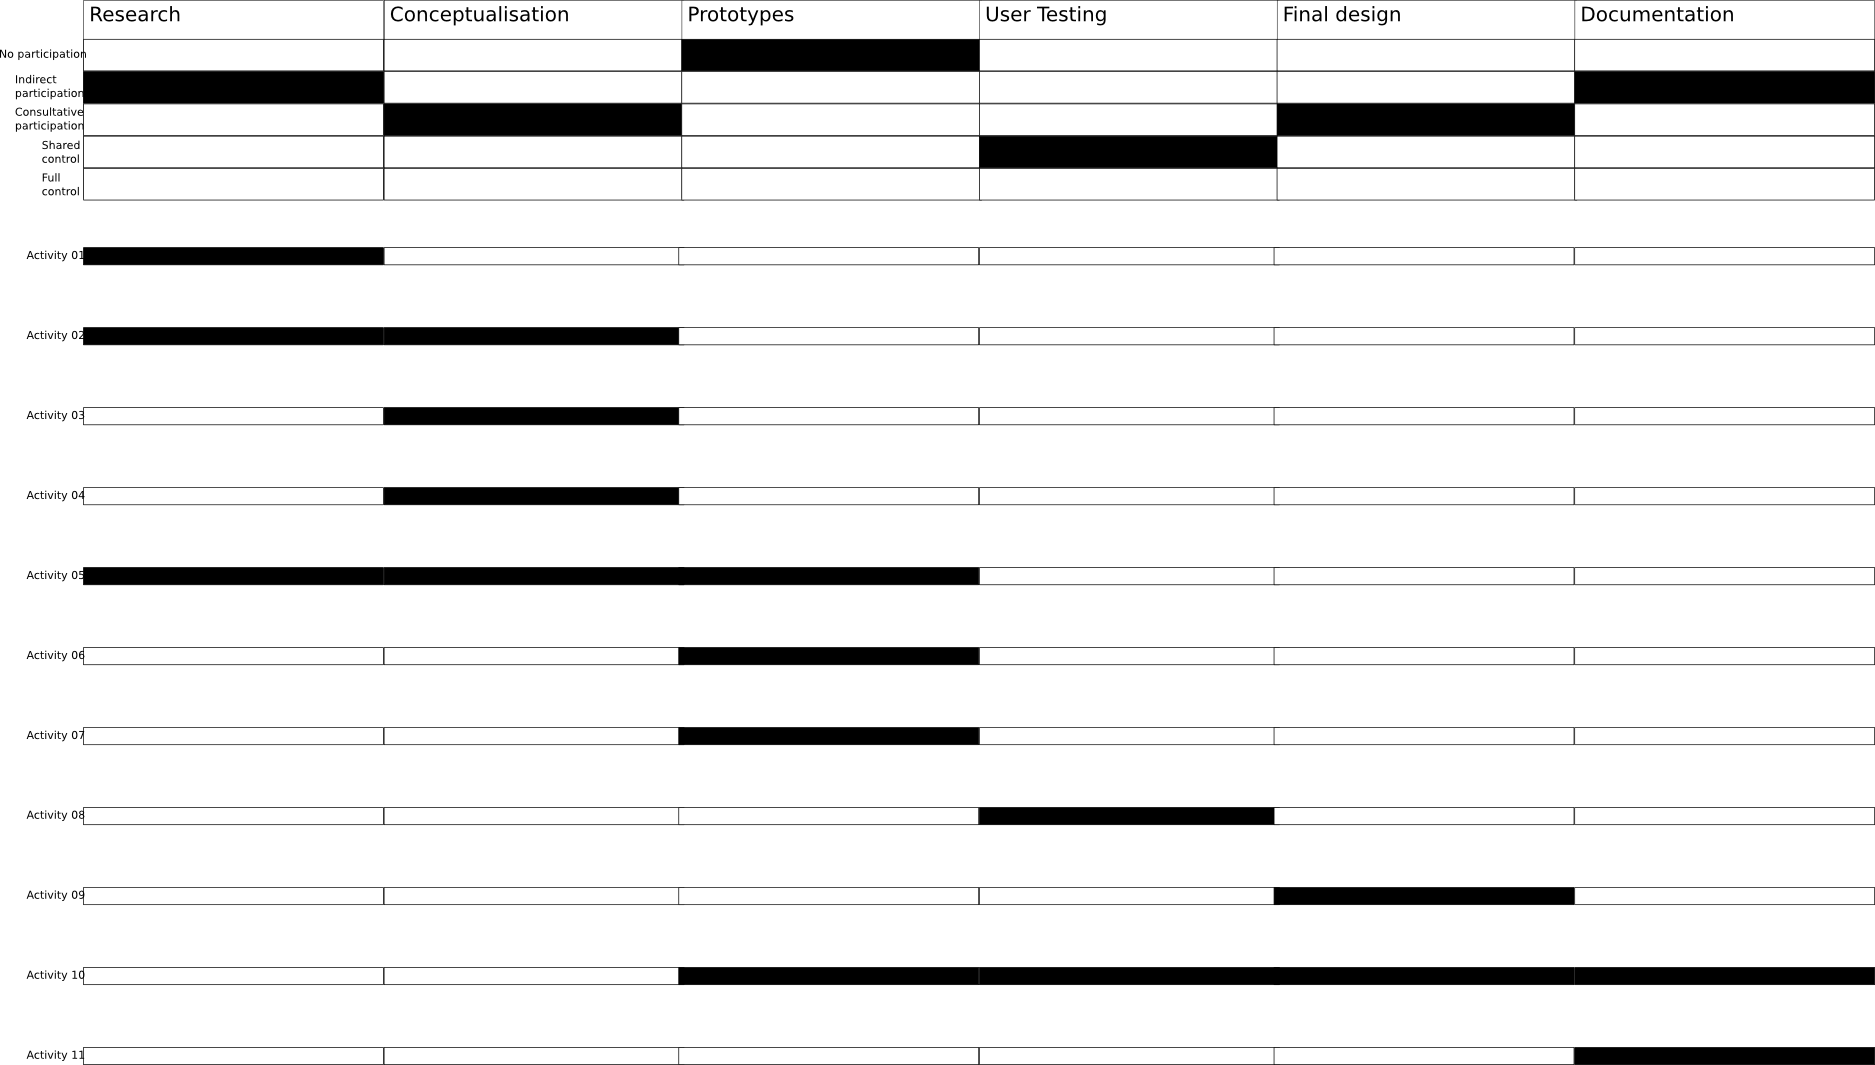 Research Conceptualisation Prototypes User Testing Final design Documentation
No participation
Indirect
participation
Consultative
participation
Shared
control
Full
control
Activity 01
Activity 02
Activity 03
Activity 04
Activity 05
Activity 06
Activity 07
Activity 08
Activity 09
Activity 10
Activity 11